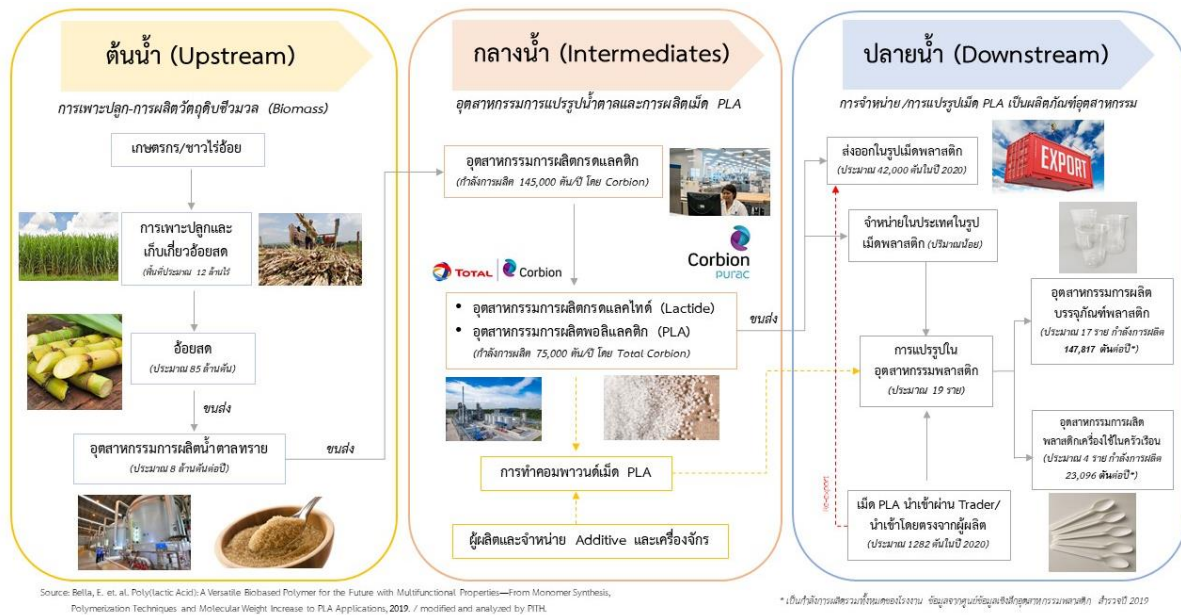 ต้นน้ำ (Upstream)
การเพาะปลูก-การผลิตวัตถุดิบชีวมวล (Biomass)
เกษตรกร/ชาวไร่อ้อย
การเพาะปลูกและ
เก็บเกี่ยวอ้อยสด
(พื้นที่ประมาณ 12 ล้านไร่)
อ้อยสด
(ประมาณ 85 ล้านตัน)
ขนส่ง
อุตสาหกรรมการผลิตน้ำตาลทราย
(ประมาณ 8 ล้านตันต่อปี)
ขนส่ง
กลางน้ำ (Intermediates)
อุตสาหกรรมการแปรรูปน้ำตาลและการผลิตเม็ด PLA
อุตสาหกรรมการผลิตกรดแลคติก
(กำลังการผลิต 145,000 ตัน/ปี โดย Corbion)
TOTAL
Corbion
Corbion
purac
• อุตสาหกรรมการผลิตกรดแลคไทด์ (Lactide)
• อุตสาหกรรมการผลิตพอลิแลคติก (PLA)
(กำลังการผลิต 75,000 ตัน/ปี โดย Total Corbion)
ขนส่ง
การทำคอมพาวนด์เม็ด PLA
ผู้ผลิตและจำหน่าย Additive และเครื่องจักร
ปลายน้ำ (Downstream)
การจำหน่าย/การแปรรูปเม็ด PLA เป็นผลิตภัณฑ์อุตสาหกรรม
ส่งออกในรูปเม็ดพลาสติก
(ประมาณ 42,000 ตันในปี 2020)
EXPORT
จำหน่ายในประเทศในรูป
เม็ดพลาสติก (ปริมาณน้อย)
การแปรรูปใน
อุตสาหกรรมพลาสติก
(ประมาณ 19 ราย)
อุตสาหกรรมการผลิต
บรรจุภัณฑ์พลาสติก
(ประมาณ 17 ราย กำลังการผลิต
147,817 ตันต่อปี*)
อุตสาหกรรมการผลิต
พลาสติกเครื่องใช้ในครัวเรือน
(ประมาณ 4 ราย กำลังการผลิต
23,096 ตันต่อปี*)
เม็ด PLA นำเข้าผ่าน Trader/
นำเข้าโดยตรงจากผู้ผลิต
(ประมาณ 1282 ตันในปี 2020)
Source: Bella, E. et. al. Poly(lactic Acid): A Versatile Biobased Polymer for the Future with Multifunctional Properties—From Monomer Synthesis,
Polymerization Techniques and Molecular Weight Increase to PLA Applications, 2019. / modified and analyzed by PITH.
* เป็นกำลังการผลิตรวมทั้งหมดของโรงงาน ข้อมูลจากศูนย์ข้อมูลเชิงลึกอุตสาหกรรมพลาสติก สำรวจปี 2019